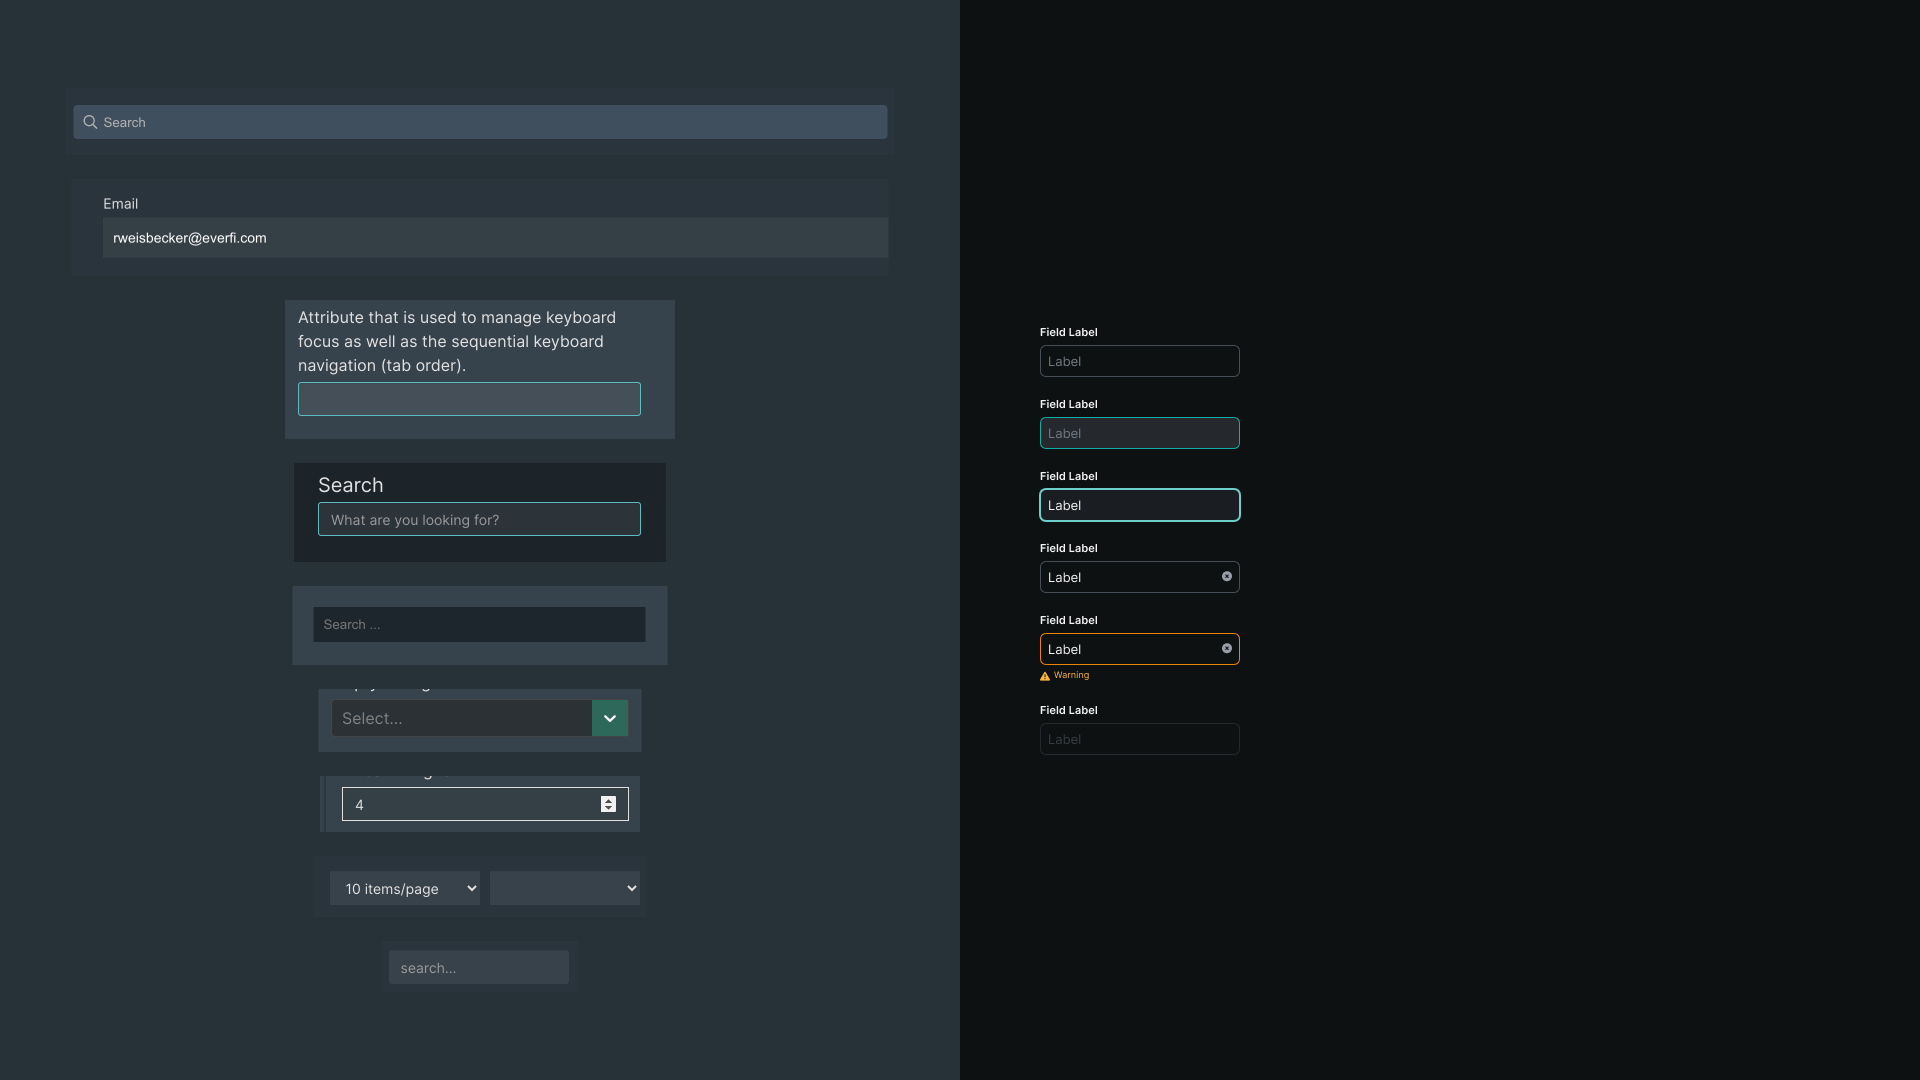 Search
Email
rweisbecker@everfi.com
Attribute that is used to manage keyboard
focus as well as the sequential keyboard
navigation (tab order).
Search
What are you looking for?
Search ...
Select...
4
10 items/page
search...
Field Label
Label
Field Label
Label
Field Label
Label
Field Label
Label
Field Label
Label
Warning
Field Label
Label